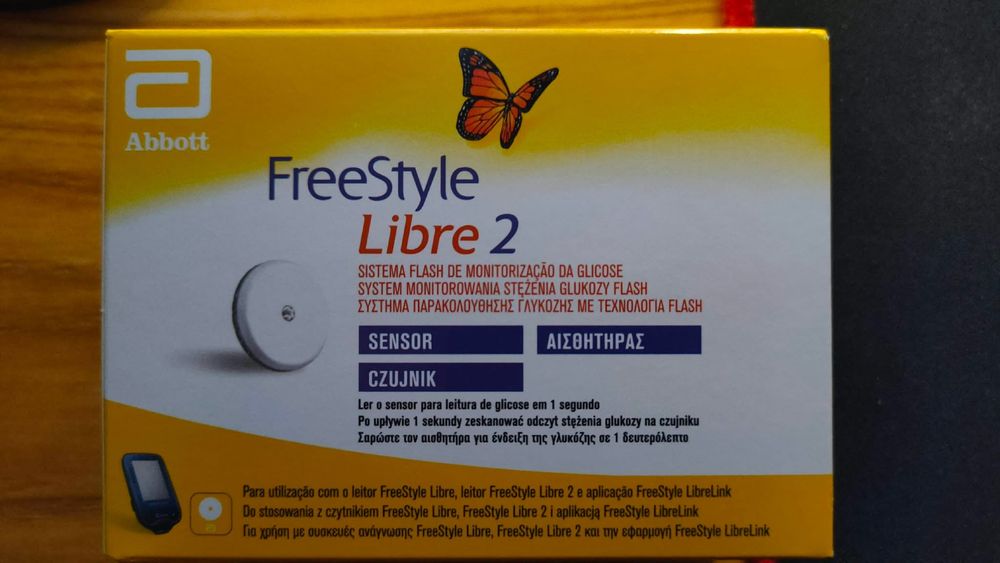 Abbott
FreeStyle
Libre 2
SISTEMA FLASH DE MONITORIZAÇÃO DA GLICOSE
SYSTEM MONITOROWANIA STĘŻENIA GLUKOZY FLASH
ΣΥΣΤΗΜΑ ΠΑΡΑΚΟΛΟΥΘΗΣΗΣ ΓΛΥΚΟΖΗΣ ΜΕ ΤΕΧΝΟΛΟΓΙΑ FLASH
SENSOR
ΑΙΣΘΗΤΗΡΑΣ
CZUJNIK
Ler o sensor para leitura de glicose em 1 segundo
Po upływie 1 sekundy zeskanować odczyt stężenia glukozy na czujniku
Σαρώστε τον αισθητήρα για ένδειξη της γλυκόζης σε 1 δευτερόλεπτο
Para utilização com o leitor FreeStyle Libre, leitor FreeStyle Libre 2 e aplicação FreeStyle LibreLink
Do stosowania z czytnikiem FreeStyle Libre, FreeStyle Libre 2 i aplikacją FreeStyle LibreLink
Για χρήση με συσκευές ανάγνωσης FreeStyle Libre, FreeStyle Libre 2 και την εφαρμογή FreeStyle LibreLink